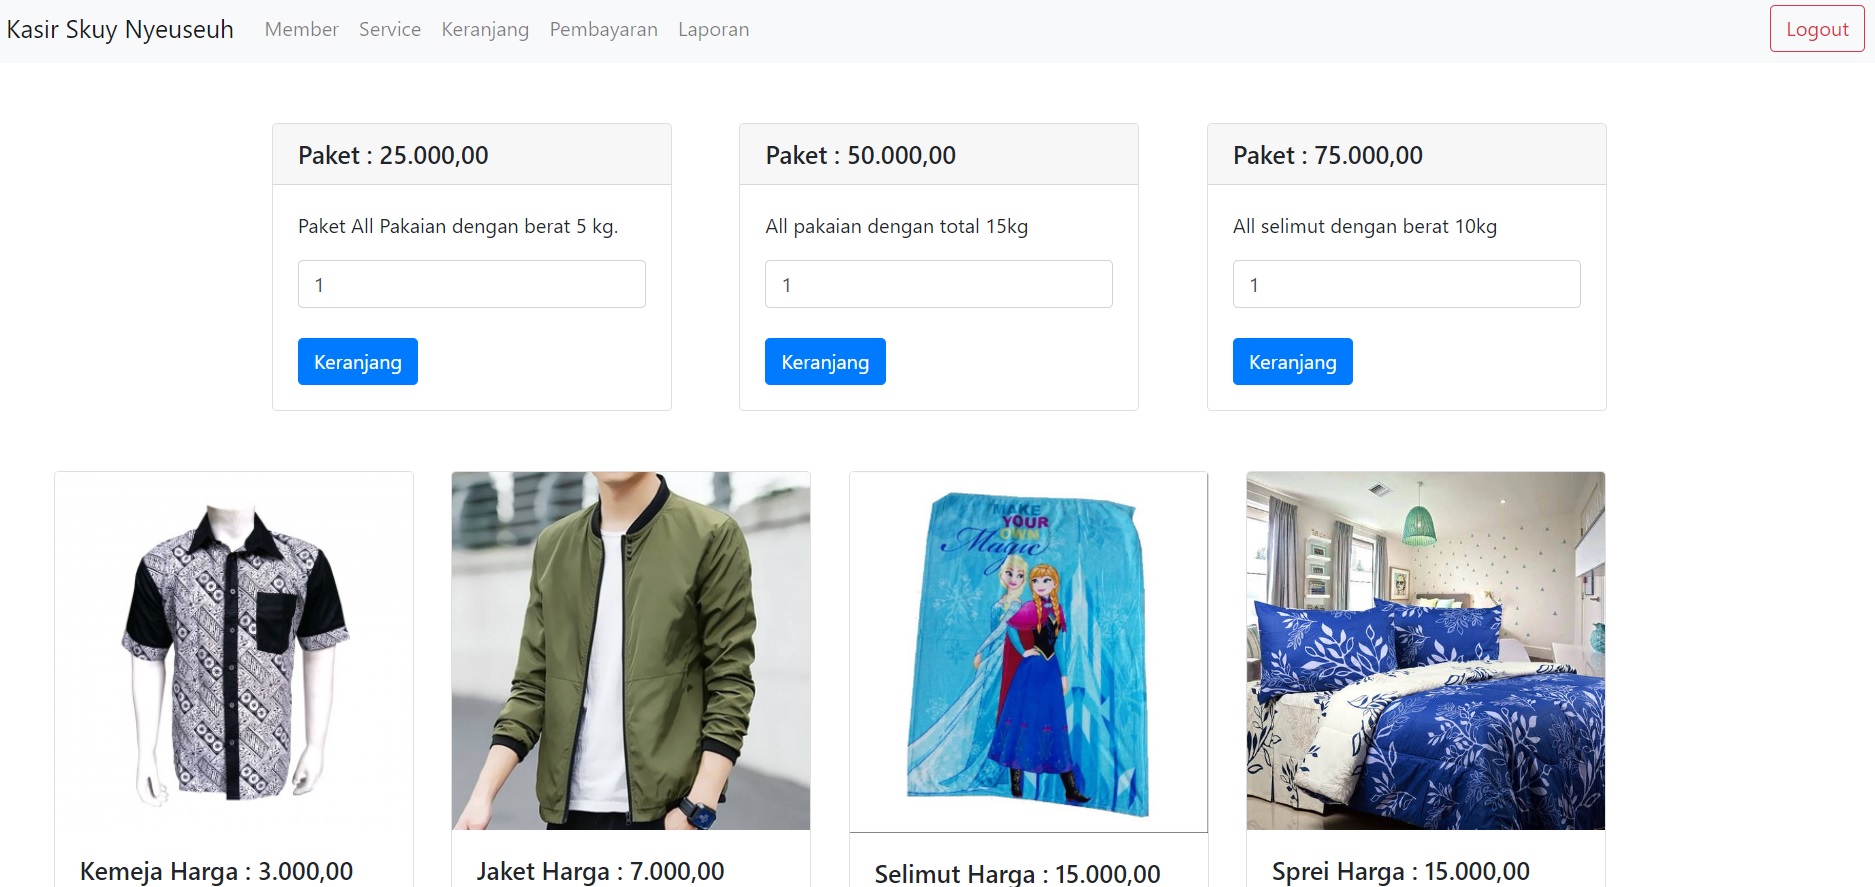 Kasir Skuy Nyeuseuh Member Service Keranjang Pembayaran Laporan Logout
Paket : 25.000,00
Paket All Pakaian dengan berat 5 kg.
1
Keranjang
Paket : 50.000,00
All pakaian dengan total 15kg
1
Keranjang
Paket : 75.000,00
All selimut dengan berat 10kg
1
Keranjang
Kemeja Harga : 3.000,00
Jaket Harga : 7.000,00
MAKE
YOUR
OWN
Magic
Selimut Harga : 15.000,00
Sprei Harga : 15.000,00